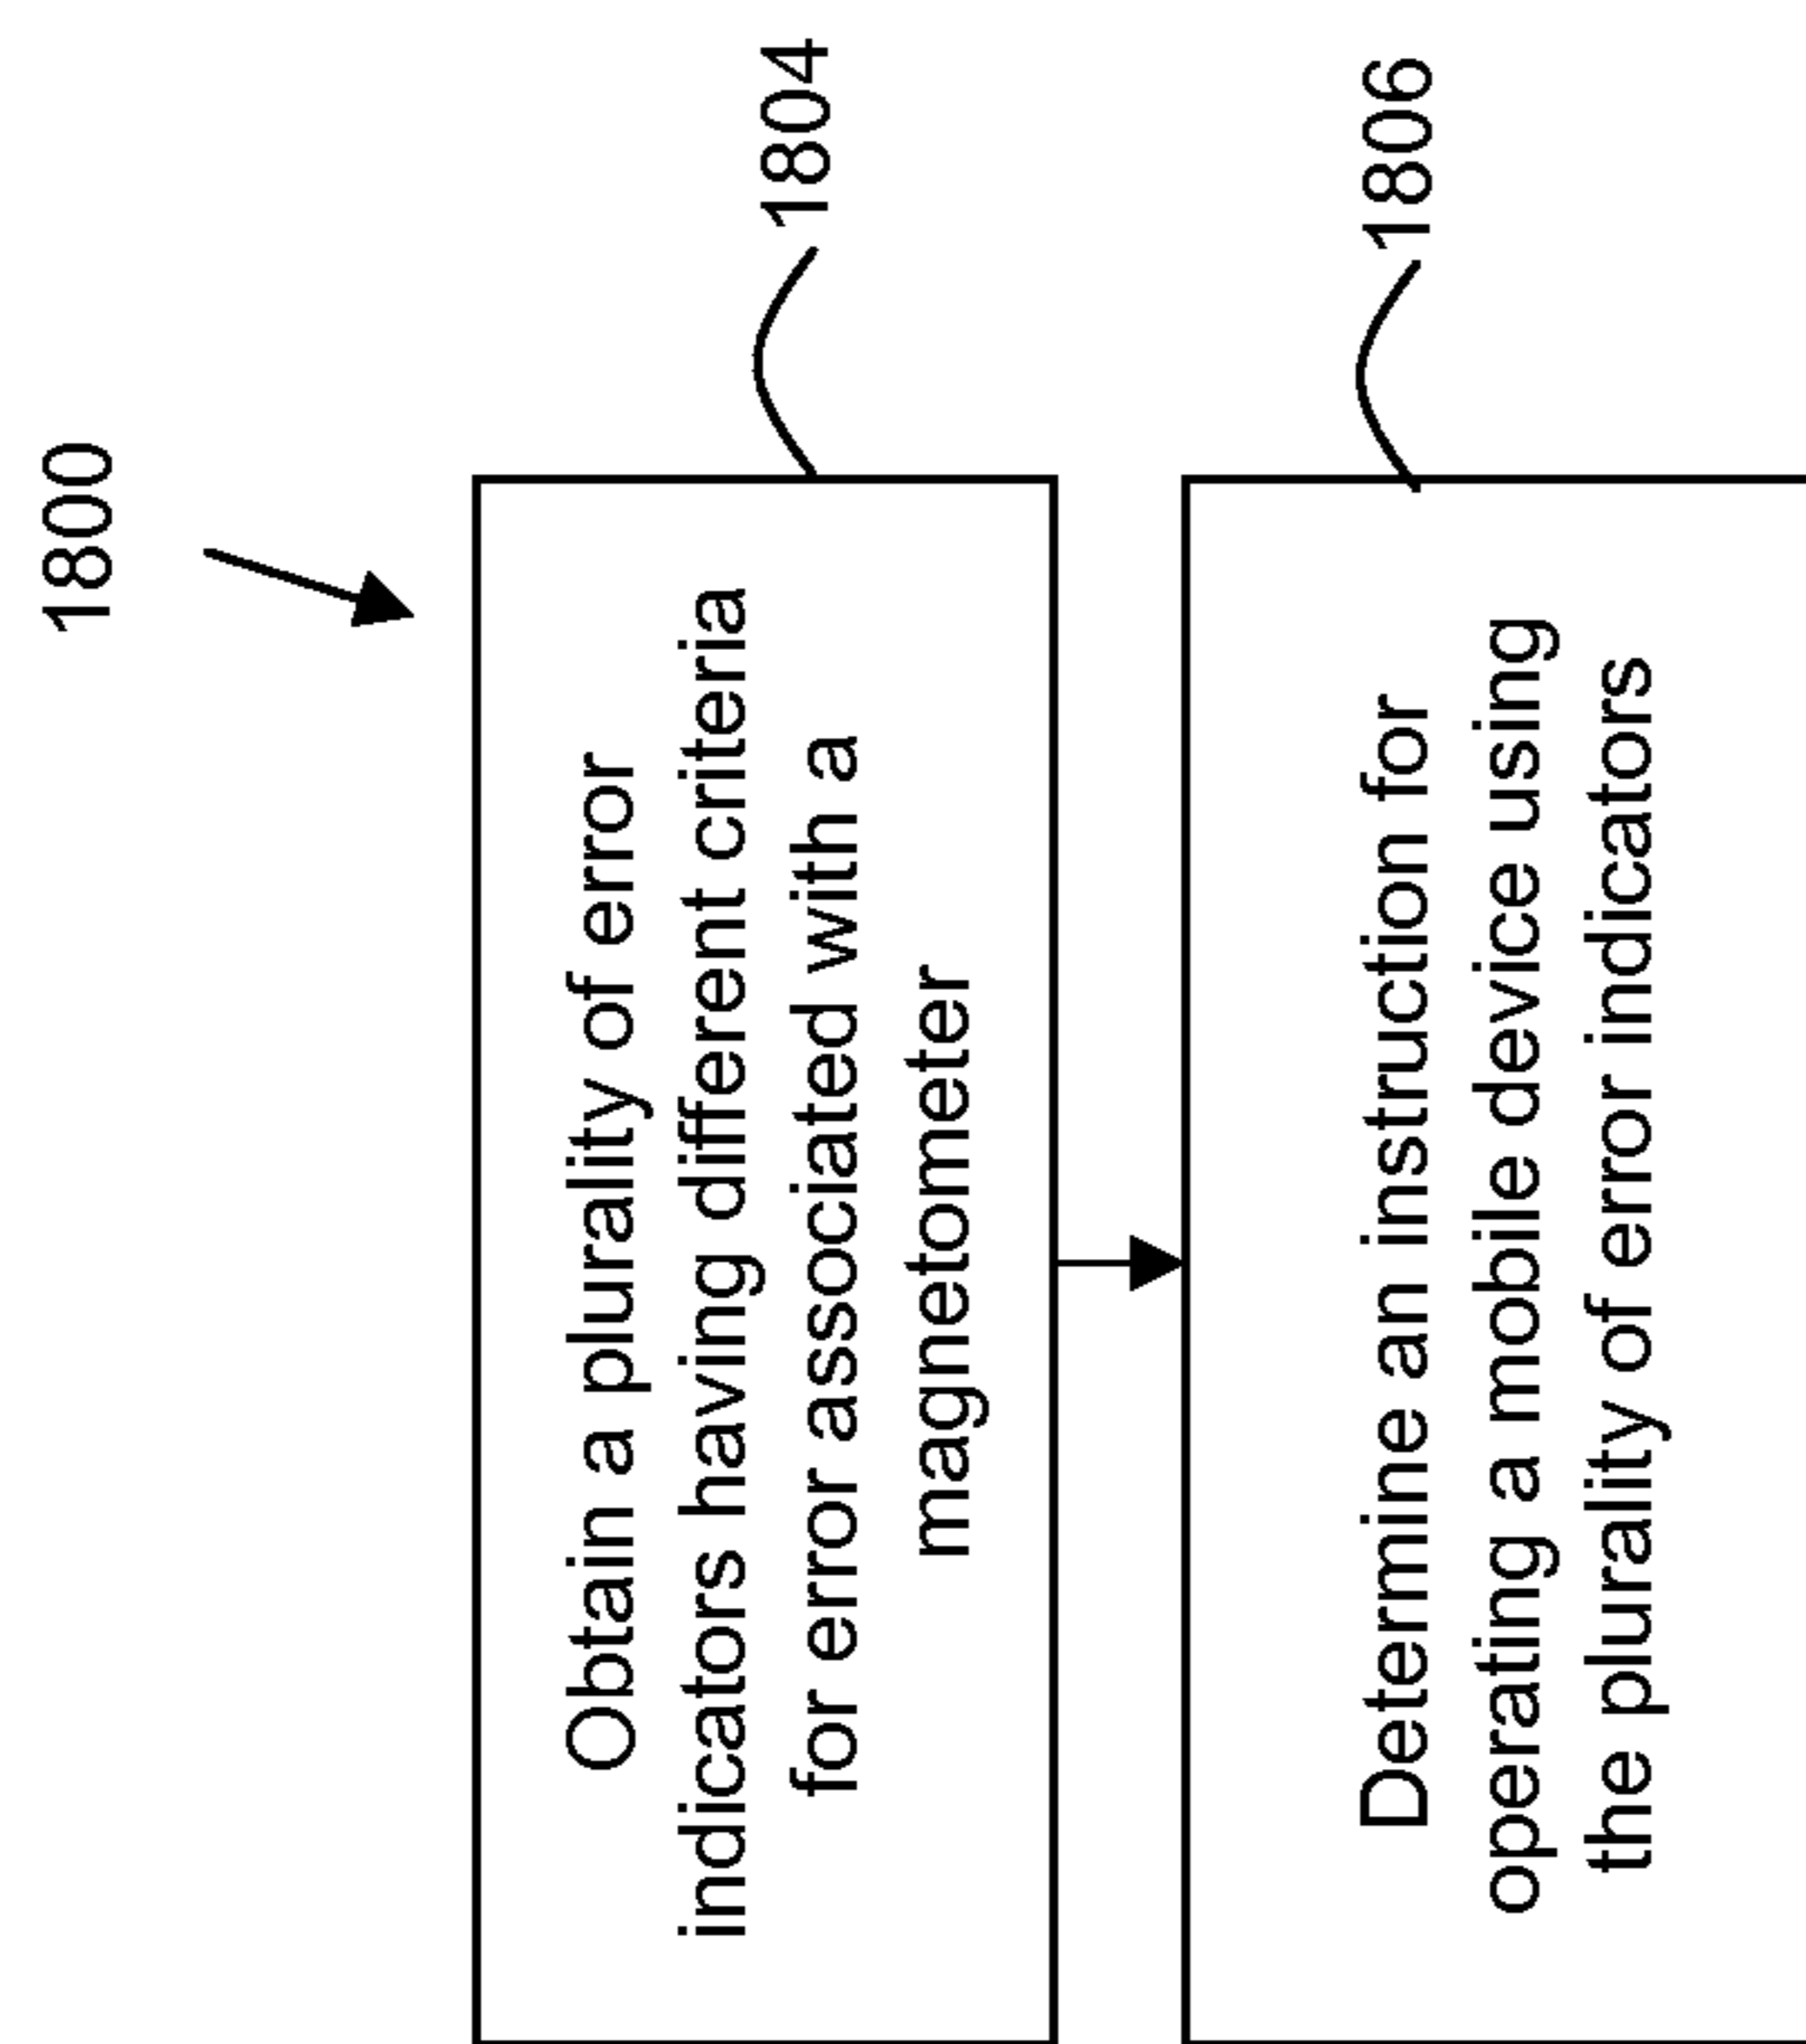 1800
Obtain a plurality of error
indicators having different criteria
for error associated with a
magnetometer
1804
Determine an instruction for
operating a mobile device using
the plurality of error indicators
1806